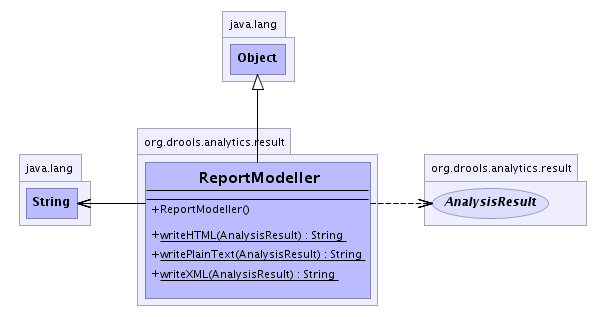 java.lang
Object
org.drools.analytics.result
ReportModeller
+ReportModeller()
+writeHTML(AnalysisResult) : String
+writePlainText(AnalysisResult) : String
+writeXML(AnalysisResult) : String
java.lang
String
org.drools.analytics.result
AnalysisResult